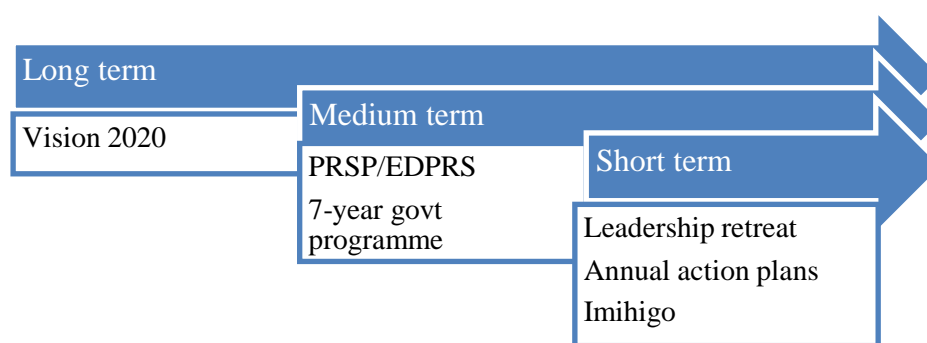 Long term
Vision 2020
Medium term
PRSP/EDPRS
7-year govt
programme
Short term
Leadership retreat
Annual action plans
Imihigo